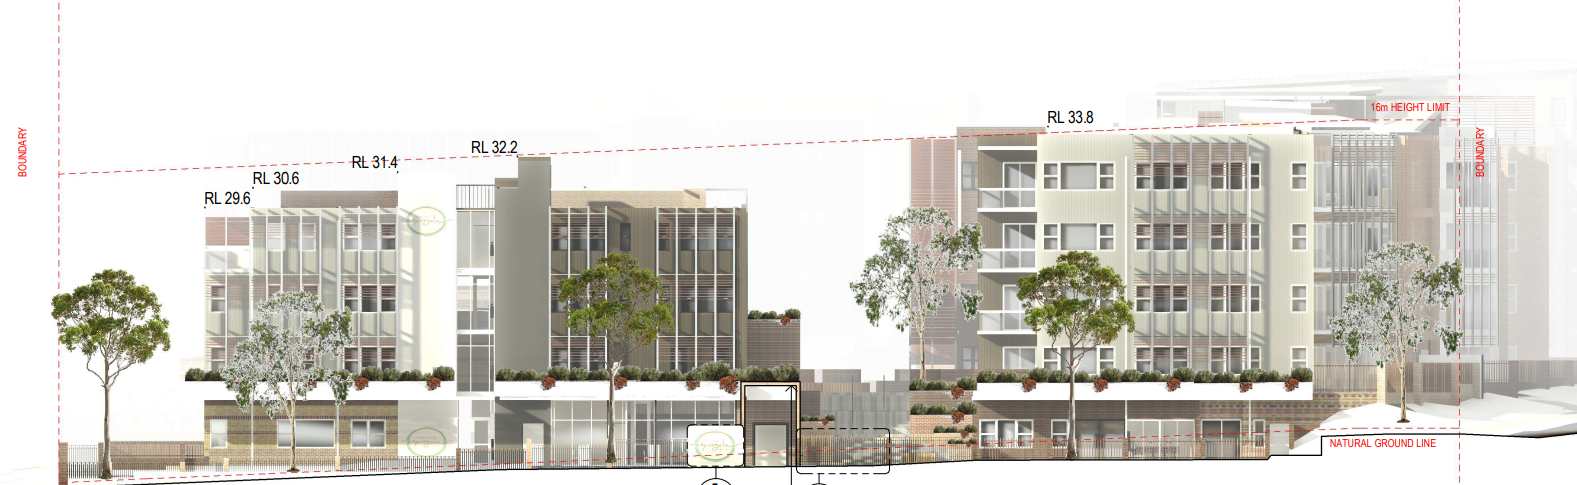 BOUNDARY
RL 29.6
RL 30.6
RL 31.4
RL 32.2
RL 33.8
16m HEIGHT LIMIT
BOUNDARY
NATURAL GROUND LINE